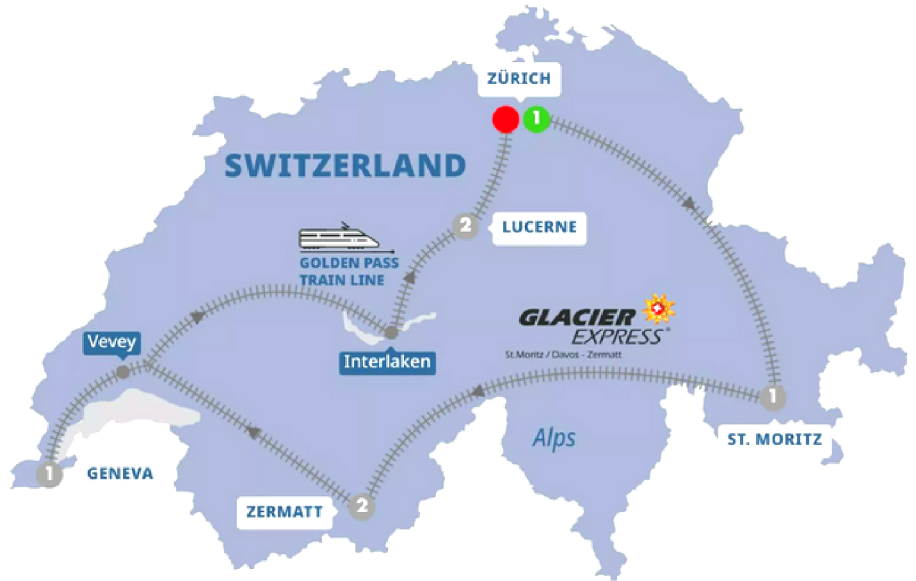 ZÜRICH
1
SWITZERLAND
2
LUCERNE
GOLDEN PASS
TRAIN LINE
GLACIER
EXPRESS®
Vevey
Interlaken
St.Moritz / Davos - Zermatt
1
ST. MORITZ
Alps
1
GENEVA
ZERMATT
2